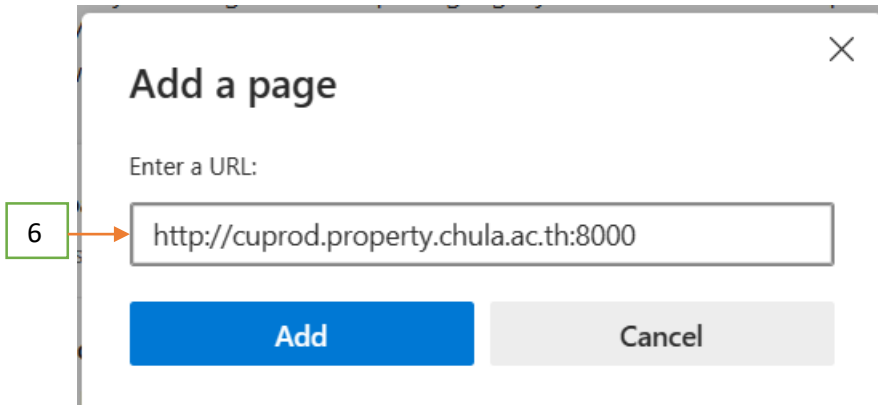 Add a page
Enter a URL:
6
http://cuprod.property.chula.ac.th:8000
Add
Cancel